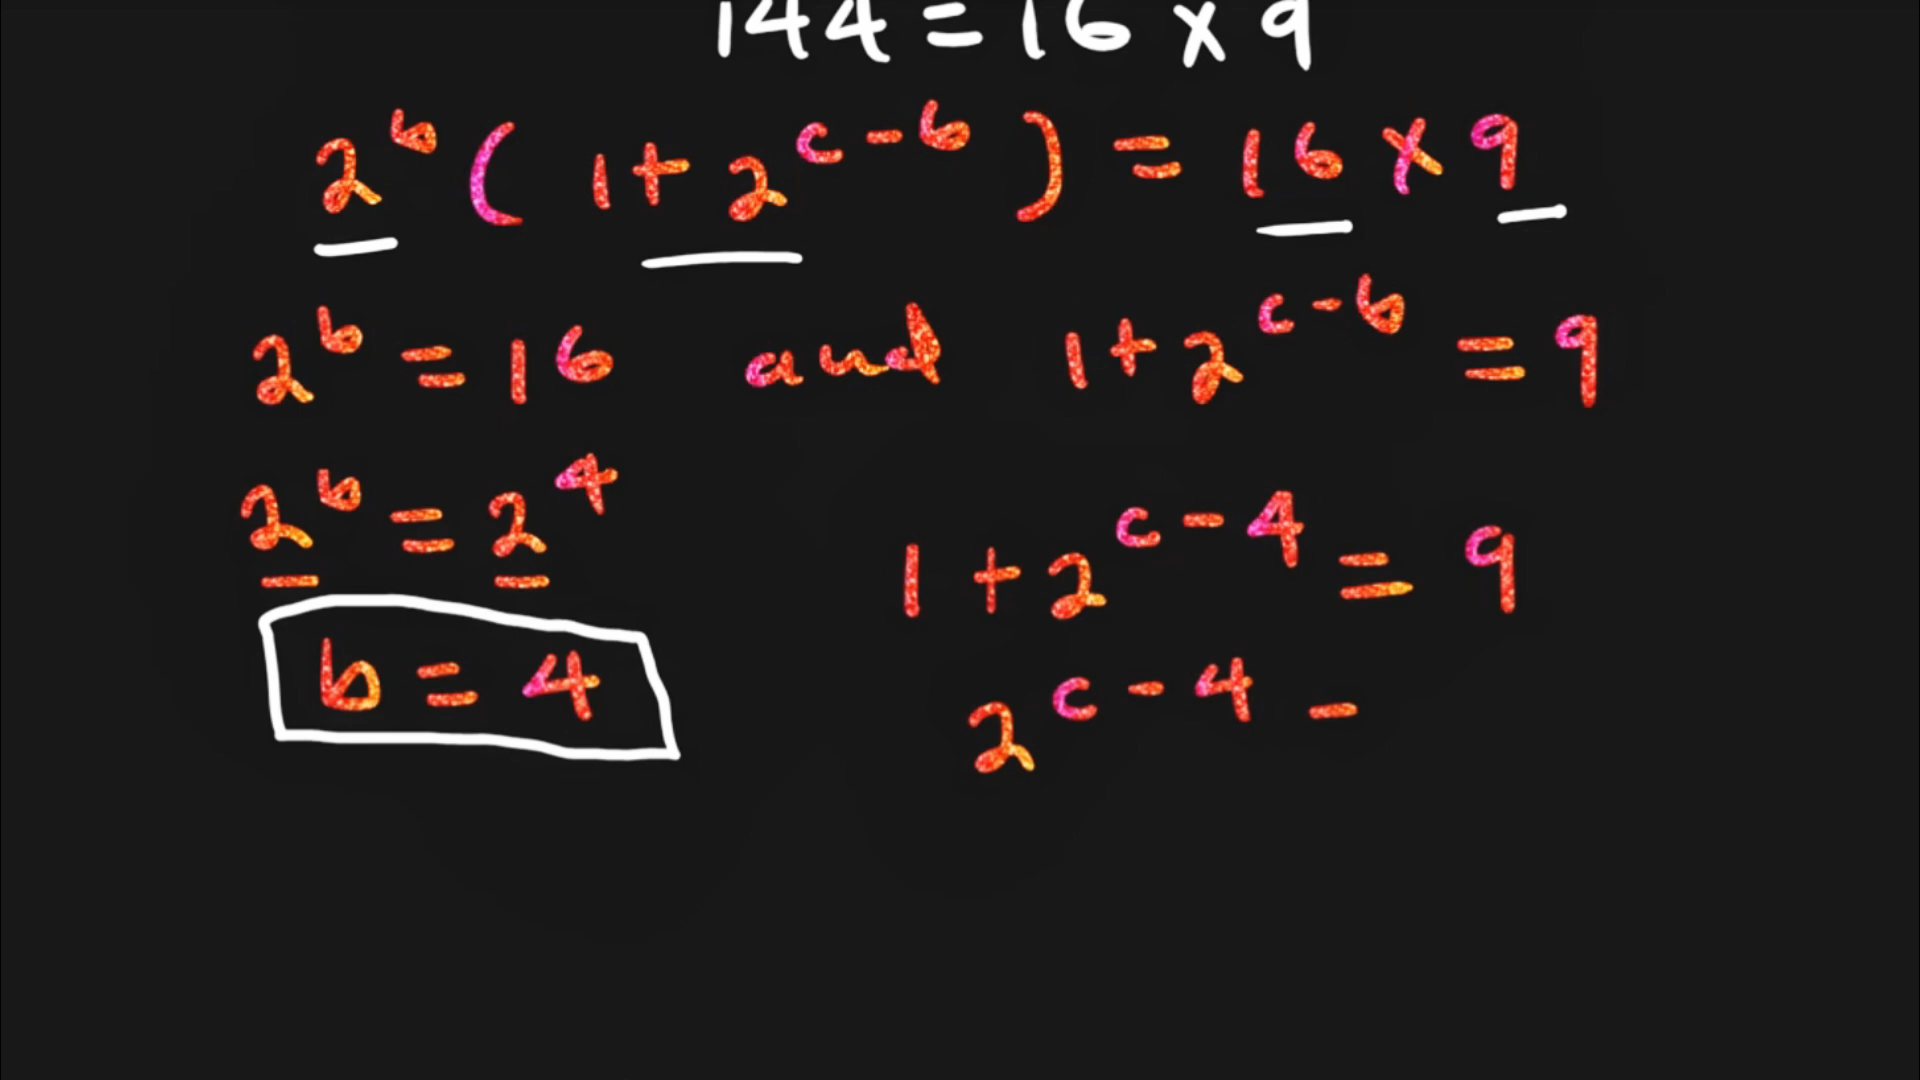 144 = 16 × 9
2^b ( 1 + 2^(c-b) ) = 16 × 9
2^b = 16 and 1 + 2^(c-b) = 9
2^b = 2^4
1 + 2^(c-4) = 9
b = 4
2^(c-4) -